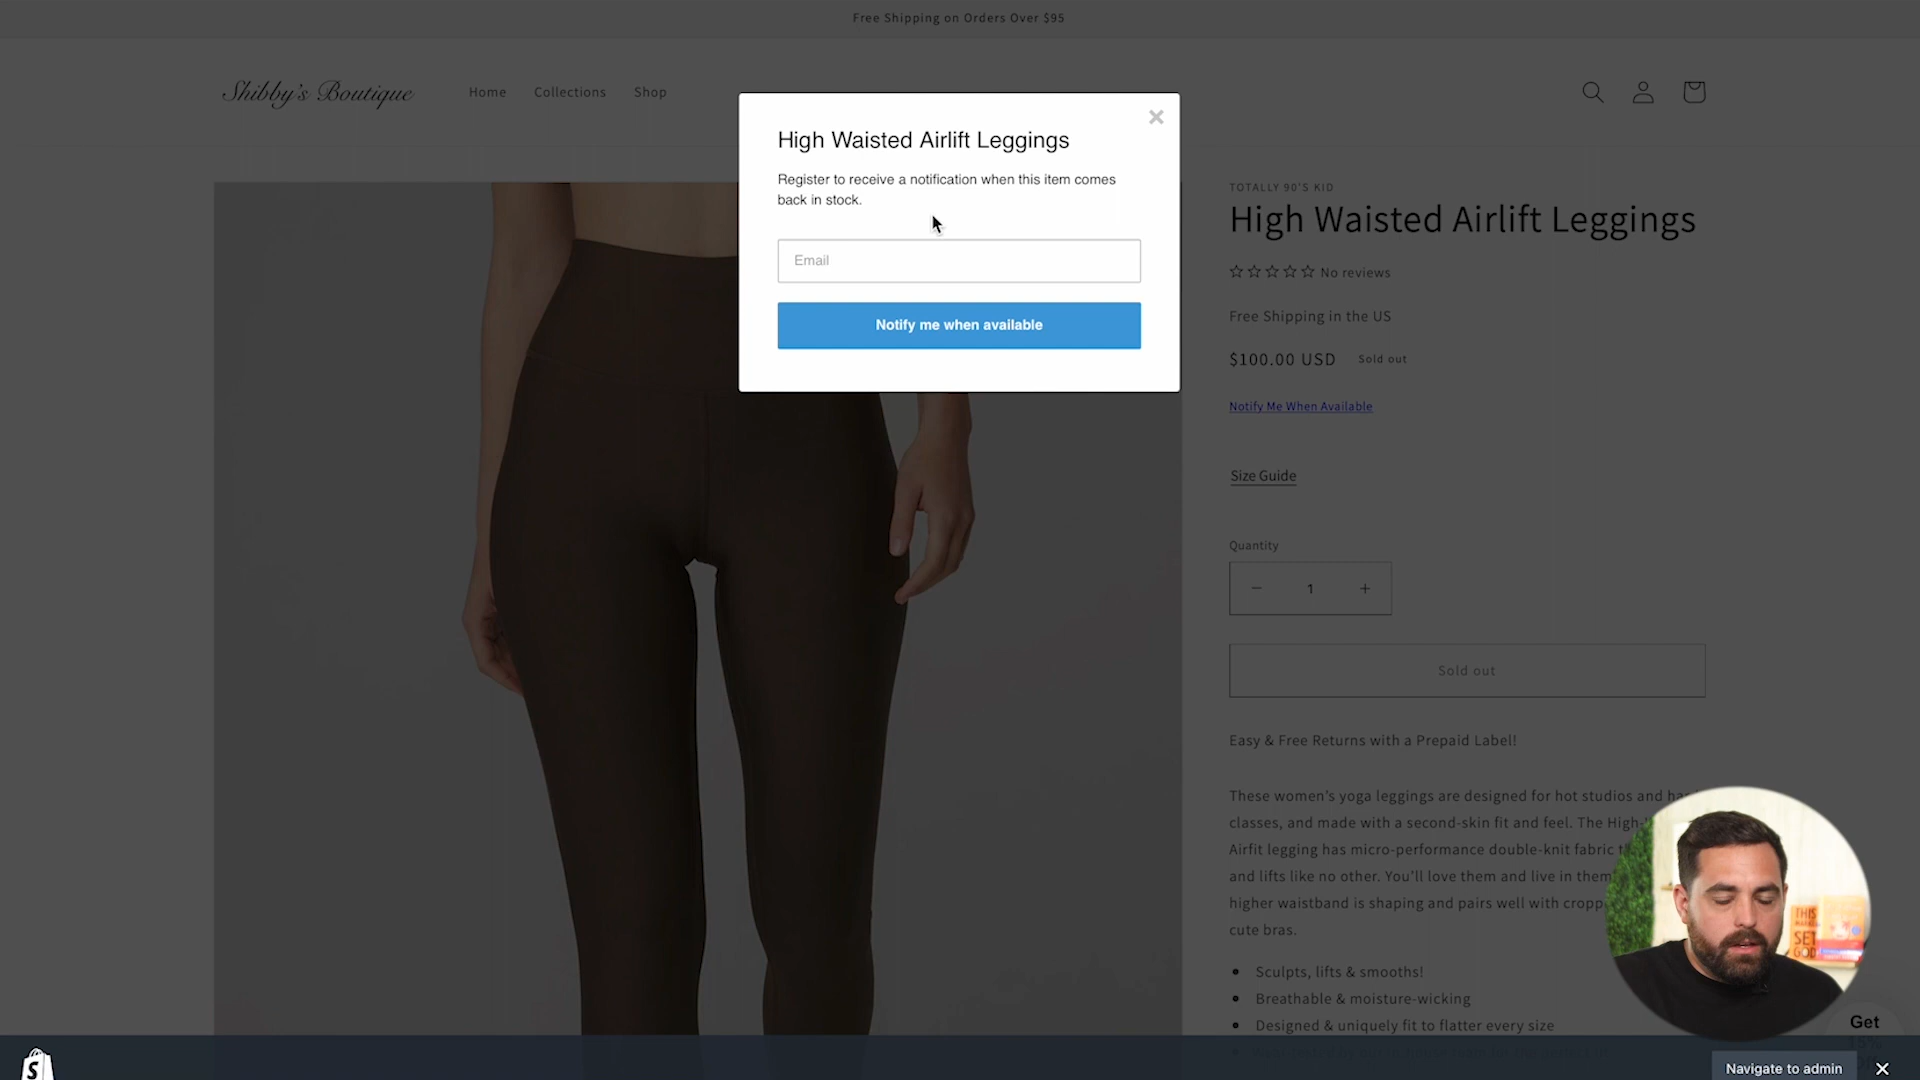 Free Shipping on Orders Over $95
Shibby's Boutique
Home
Collections
Shop
High Waisted Airlift Leggings
Register to receive a notification when this item comes
back in stock.
Email
Notify me when available
TOTALLY 90'S KID
High Waisted Airlift Leggings
No reviews
Free Shipping in the US
$100.00 USD
Sold out
Notify Me When Available
Size Guide
Quantity
1
Sold out
Easy & Free Returns with a Prepaid Label!
These women's yoga leggings are designed for hot studios and
classes, and made with a second-skin fit and feel. The
Airfit legging has micro-performance double-knit fabric
and lifts like no other. You'll love them and live in them
higher waistband is shaping and pairs well with
cute bras.
Sculpts, lifts & smooths!
Breathable & moisture-wicking
Designed & uniquely fit to flatter every size
THIS
SET
Get
Navigate to admin